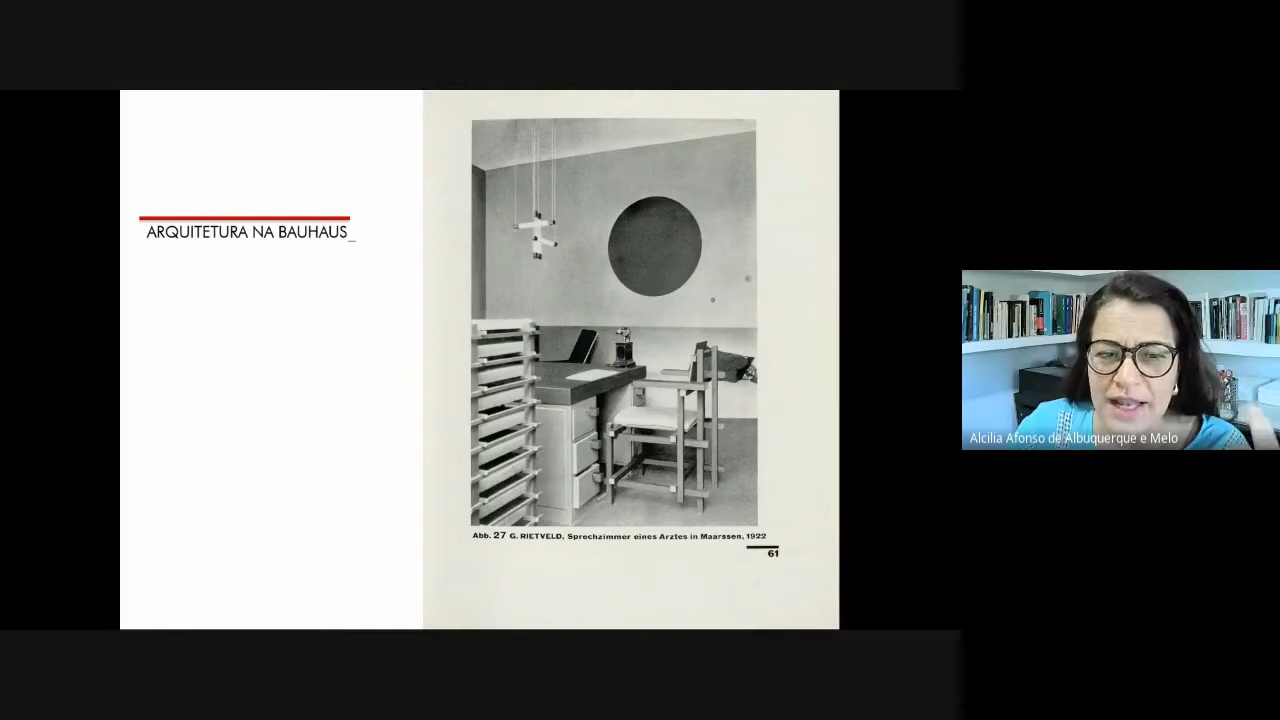 ARQUITETURA NA BAUHAUS_
Abb. 27 G. RIETVELD, Sprechzimmer eines Arztes in Maarssen, 1922
61
Alcilia Afonso de Albuquerque e Melo